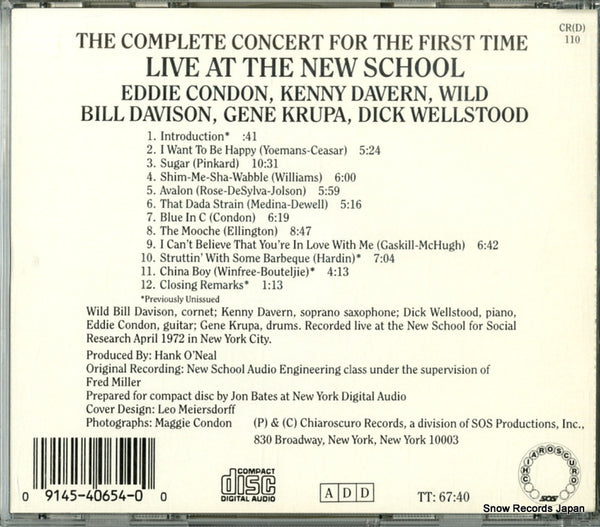 CR(D)
110
THE COMPLETE CONCERT FOR THE FIRST TIME
LIVE AT THE NEW SCHOOL
EDDIE CONDON, KENNY DAVERN, WILD
BILL DAVISON, GENE KRUPA, DICK WELLSTOOD
1. Introduction* :41
2. I Want To Be Happy (Yoemans-Ceasar) 5:24
3. Sugar (Pinkard) 10:31
4. Shim-Me-Sha-Wabble (Williams) 6:00
5. Avalon (Rose-DeSylva-Jolson) 5:59
6. That Dada Strain (Medina-Dewell) 5:16
7. Blue In C (Condon) 6:19
8. The Mooche (Ellington) 8:47
9. I Can't Believe That You're In Love With Me (Gaskill-McHugh) 6:42
10. Struttin' With Some Barbeque (Hardin)* 7:04
11. China Boy (Winfree-Bouteljie)* 4:13
12. Closing Remarks* 1:13
*Previously Unissued
Wild Bill Davison, cornet; Kenny Davern, soprano saxophone; Dick Wellstood, piano,
Eddie Condon, guitar; Gene Krupa, drums. Recorded live at the New School for Social
Research April 1972 in New York City.
Produced By: Hank O'Neal
Original Recording: New School Audio Engineering class under the supervision of
Fred Miller
Prepared for compact disc by Jon Bates at New York Digital Audio
Cover Design: Leo Meiersdorff
Photographs: Maggie Condon (P) & (C) Chiaroscuro Records, a division of SOS Productions, Inc.,
830 Broadway, New York, New York 10003
0 9145-40654-0 0
COMPACT
disc
DIGITAL AUDIO
A D D
TT: 67:40
CHIAROSCURO
SOS
Snow Records Japan